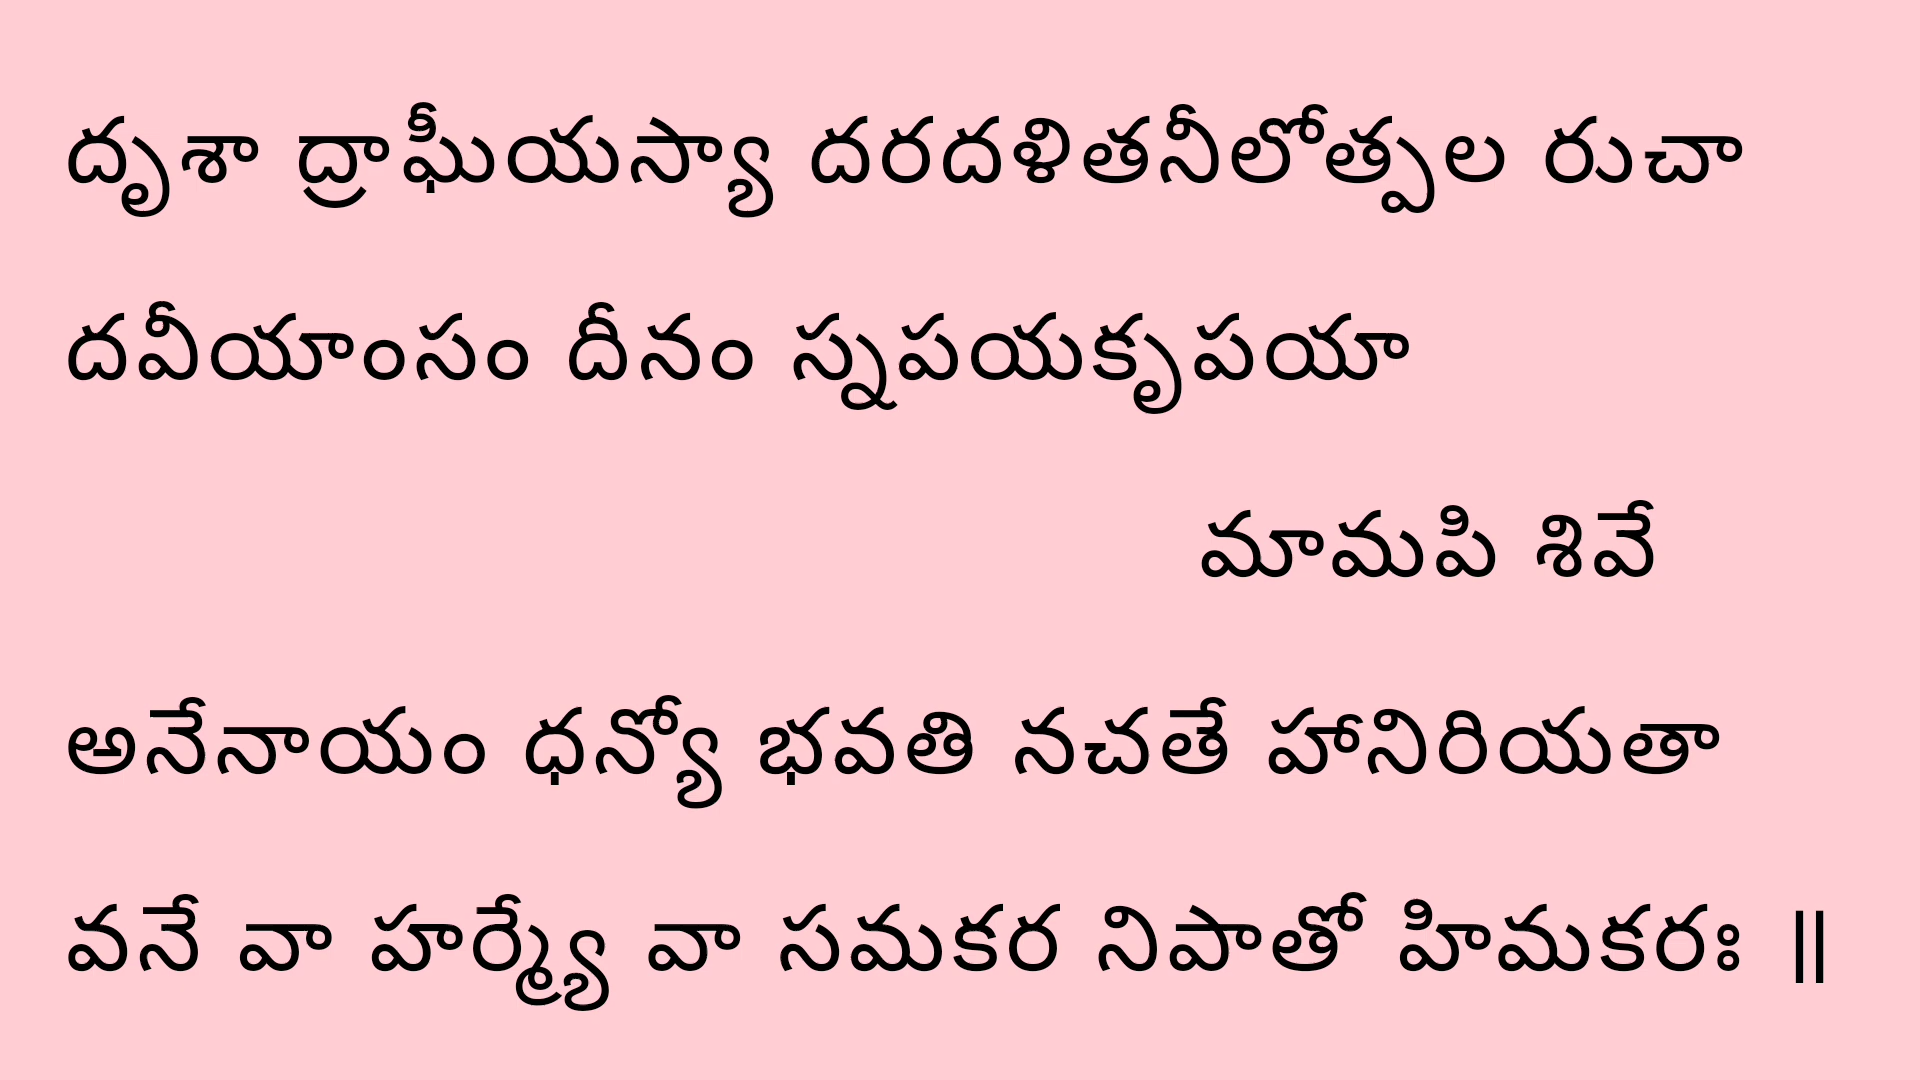 దృశా ద్రాఘీయస్యా దరదళితనీలోత్పల రుచా
దవీయాంసం దీనం స్నపయకృపయా
మామపి శివే
అనేనాయం ధన్యో భవతి నచతే హానిరియతా
వనే వా హర్మ్యే వా సమకర నిపాతో హిమకరః ॥